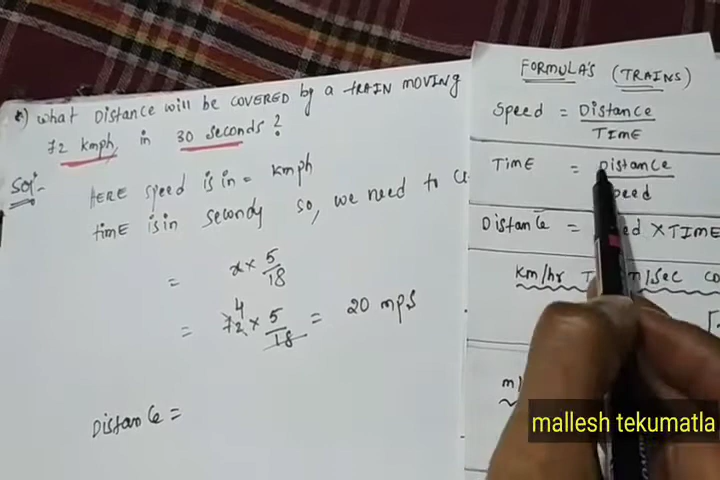 *) what Distance will be COVERED by a TRAIN MOVING
72 kmph in 30 seconds?
Sol:-
HERE speed is in = kmph
time is in seconds so, we need to
= x × 5/18
= 72 4 × 5/18 = 20 mps
Distance =
FORMULA'S (TRAINS)
Speed = Distance / TIME
TIME = Distance / Speed
Distance = × TIME
Km/hr m/sec
mallesh tekumatla